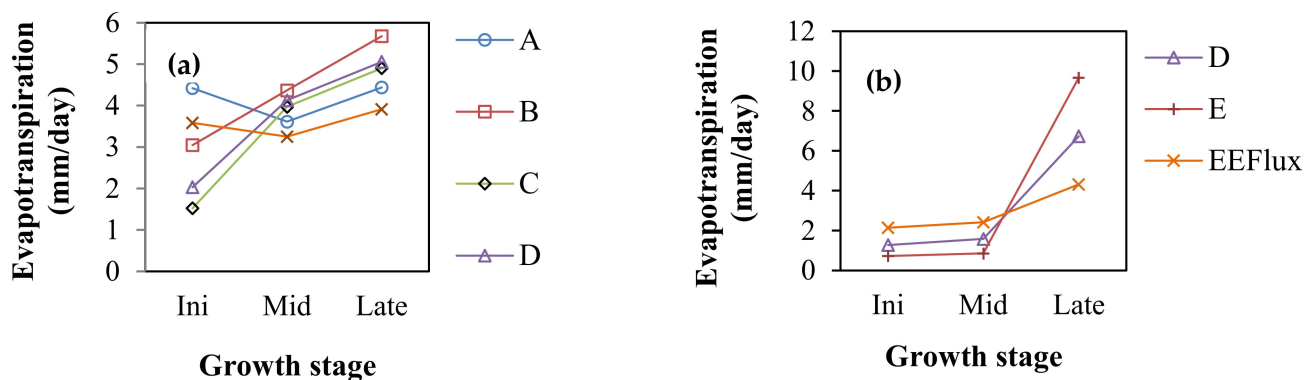 Evapotranspiration
(mm/day)
6
5
4
3
2
1
0
(a)
Ini Mid Late
Growth stage
A
B
C
D
Evapotranspiration
(mm/day)
12
10
8
6
4
2
0
(b)
Ini Mid Late
Growth stage
D
E
EEFlux